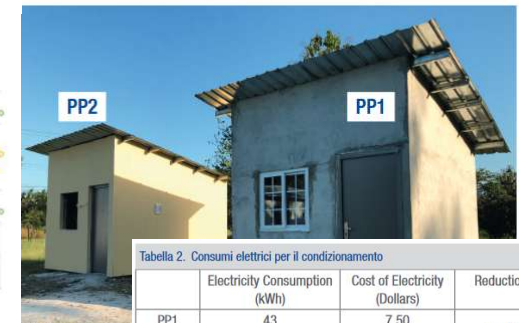 PP2
PP1
Tabella 2. Consumi elettrici per il condizionamento
Electricity Consumption (kWh)
Cost of Electricity (Dollars)
PP1 43 7.50